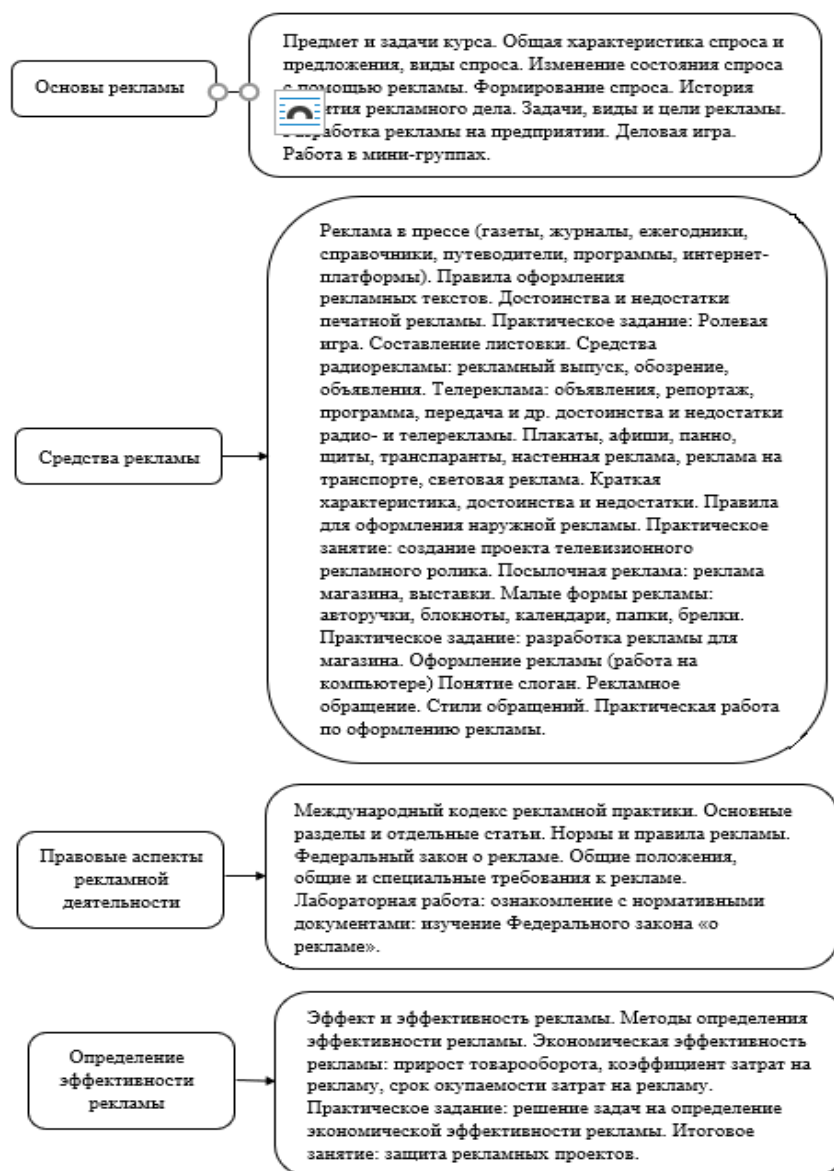 Основы рекламы
Предмет и задачи курса. Общая характеристика спроса и
предложения, виды спроса. Изменение состояния спроса
помощью рекламы. Формирование спроса. История
рекламного дела. Задачи, виды и цели рекламы.
рекламы на предприятии. Деловая игра.
Работа в мини-группах.
Средства рекламы
Реклама в прессе (газеты, журналы, ежегодники,
справочники, путеводители, программы, интернет-
платформы). Правила оформления
рекламных текстов. Достоинства и недостатки
печатной рекламы. Практическое задание: Ролевая
игра. Составление листовки. Средства
радиорекламы: рекламный выпуск, обозрение,
объявления. Телереклама: объявления, репортаж,
программа, передача и др. достоинства и недостатки
радио- и телерекламы. Плакаты, афиши, панно,
щиты, транспаранты, настенная реклама, реклама на
транспорте, световая реклама. Краткая
характеристика, достоинства и недостатки. Правила
для оформления наружной рекламы. Практическое
занятие: создание проекта телевизионного
рекламного ролика. Посылочная реклама: реклама
магазина, выставки. Малые формы рекламы:
авторучки, блокноты, календари, папки, брелки.
Практическое задание: разработка рекламы для
магазина. Оформление рекламы (работа на
компьютере) Понятие слоган. Рекламное
обращение. Стили обращений. Практическая работа
по оформлению рекламы.
Правовые аспекты
рекламной
деятельности
Международный кодекс рекламной практики. Основные
разделы и отдельные статьи. Нормы и правила рекламы.
Федеральный закон о рекламе. Общие положения,
общие и специальные требования к рекламе.
Лабораторная работа: ознакомление с нормативными
документами: изучение Федерального закона «о
рекламе».
Определение
эффективности
рекламы
Эффект и эффективность рекламы. Методы определения
эффективности рекламы. Экономическая эффективность
рекламы: прирост товарооборота, коэффициент затрат на
рекламу, срок окупаемости затрат на рекламу.
Практическое задание: решение задач на определение
экономической эффективности рекламы. Итоговое
занятие: защита рекламных проектов.